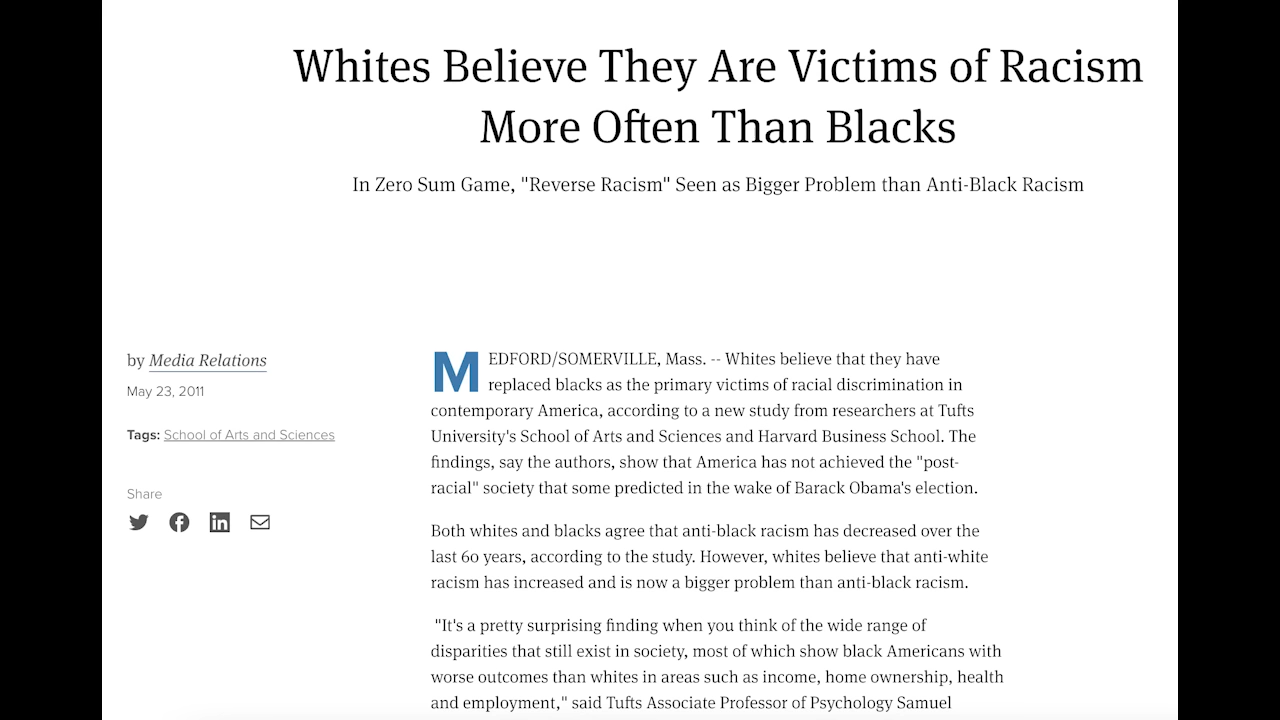 Whites Believe They Are Victims of Racism
More Often Than Blacks
In Zero Sum Game, "Reverse Racism" Seen as Bigger Problem than Anti-Black Racism
by Media Relations
May 23, 2011
Tags: School of Arts and Sciences
Share
MEDFORD/SOMERVILLE, Mass. -- Whites believe that they have
replaced blacks as the primary victims of racial discrimination in
contemporary America, according to a new study from researchers at Tufts
University's School of Arts and Sciences and Harvard Business School. The
findings, say the authors, show that America has not achieved the "post-
racial" society that some predicted in the wake of Barack Obama's election.
Both whites and blacks agree that anti-black racism has decreased over the
last 60 years, according to the study. However, whites believe that anti-white
racism has increased and is now a bigger problem than anti-black racism.
"It's a pretty surprising finding when you think of the wide range of
disparities that still exist in society, most of which show black Americans with
worse outcomes than whites in areas such as income, home ownership, health
and employment," said Tufts Associate Professor of Psychology Samuel